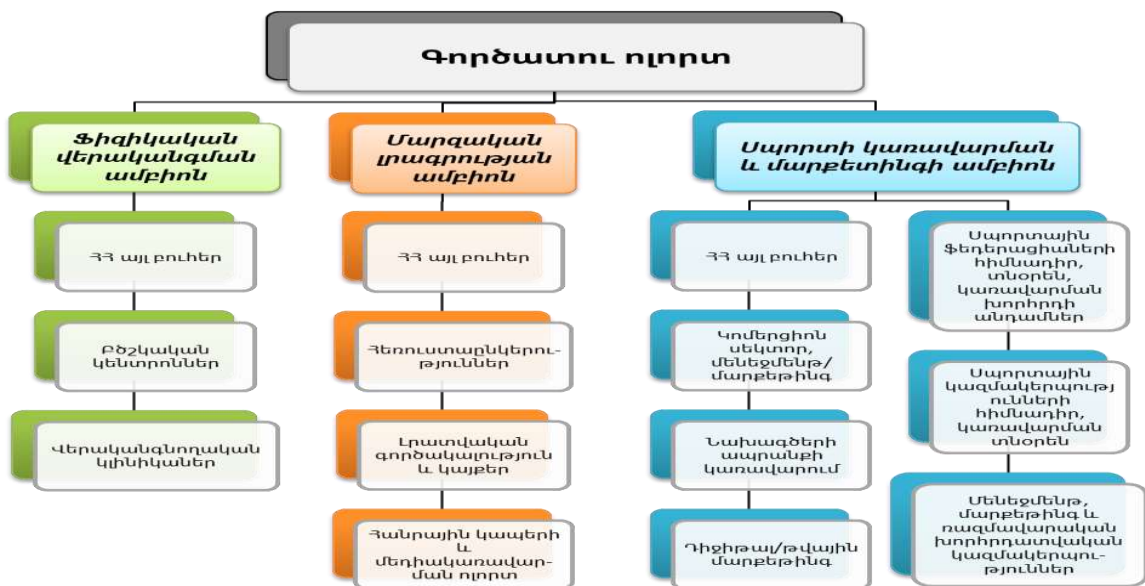 Գործատու ոլորտ
Ֆիզիկական
վերականգման
ամբիոն
ՀՀ այլ բուհեր
Բծշկական
կենտրոններ
Վերականգնողական
կլինիկաներ
Մարզական
լրագրության
ամբիոն
ՀՀ այլ բուհեր
Հեռուստաընկերու-
թյուններ
Լրատվական
գործակալություն
և կայքեր
Հանրային կապերի
և
մեդիակառավար-
ման ոլորտ
Սպորտի կառավարման
և մարքետինգի ամբիոն
ՀՀ այլ բուհեր
Կոմերցիոն
սեկտոր,
մենեջմենթ/
մարքեթինգ
Նախագծերի
ապրանքի
կառավարում
Դիջիթալ/թվային
մարքեթինգ
Սպորտային
ֆեդերացիաների
հիմնադիր,
տնօրեն,
կառավարման
խորհրդի
անդամներ
Սպորտային
կազմակերպությ
ունների
հիմնադիր,
կառավարման
տնօրեն
Մենեջմենթ,
մարքեթինգ և
ռազմավարական
խորհրդատվական
կազմակերպու-
թյուններ